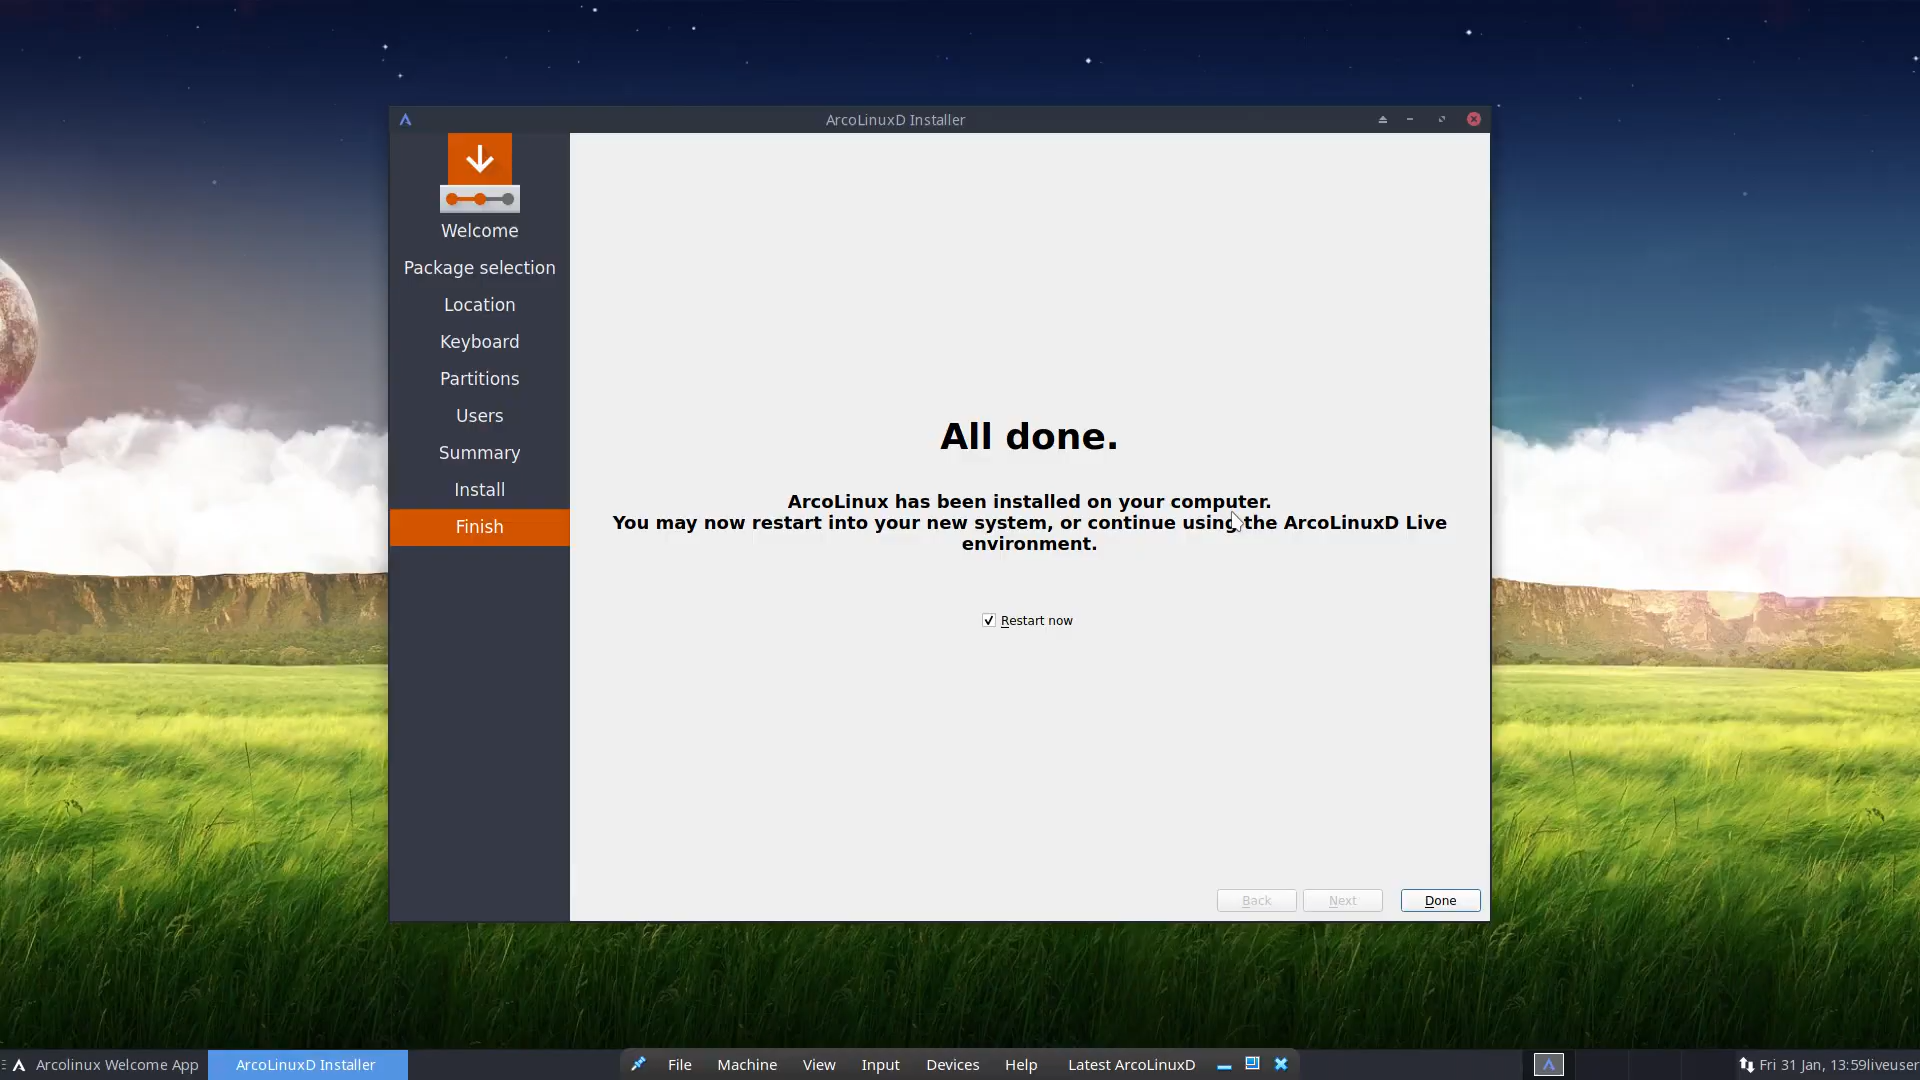 ArcoLinuxD Installer
Welcome
Package selection
Location
Keyboard
Partitions
Users
Summary
Install
Finish
All done.
ArcoLinux has been installed on your computer.
You may now restart into your new system, or continue using the ArcoLinuxD Live
environment.
Restart now
Back Next Done
Arcolinux Welcome App ArcoLinuxD Installer File Machine View Input Devices Help Latest ArcoLinuxD Fri 31 Jan, 13:59liveuser